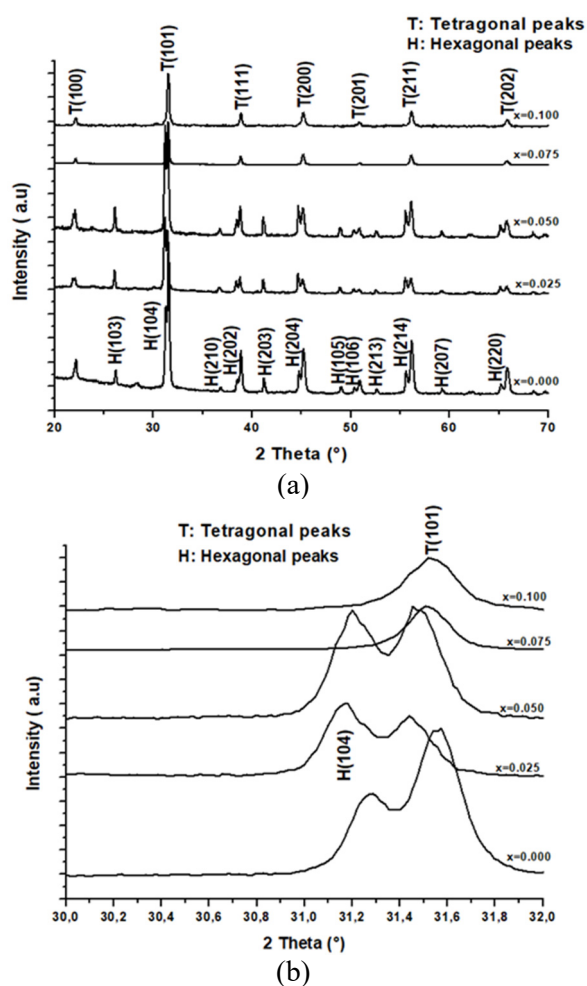 T: Tetragonal peaks
H: Hexagonal peaks
T(100)
T(101)
T(111)
T(200)
T(201)
T(211)
T(202)
x=0.100
x=0.075
x=0.050
x=0.025
x=0.000
H(103)
H(104)
H(210)
H(202)
H(203)
H(204)
H(105)
H(106)
H(213)
H(214)
H(207)
H(220)
Intensity ( a.u)
20 30 40 50 60 70
2 Theta (°)
(a)
T: Tetragonal peaks
H: Hexagonal peaks
T(101)
x=0.100
x=0.075
x=0.050
H(104)
x=0.025
x=0.000
Intensity ( a.u)
30,0 30,2 30,4 30,6 30,8 31,0 31,2 31,4 31,6 31,8 32,0
2 Theta (°)
(b)